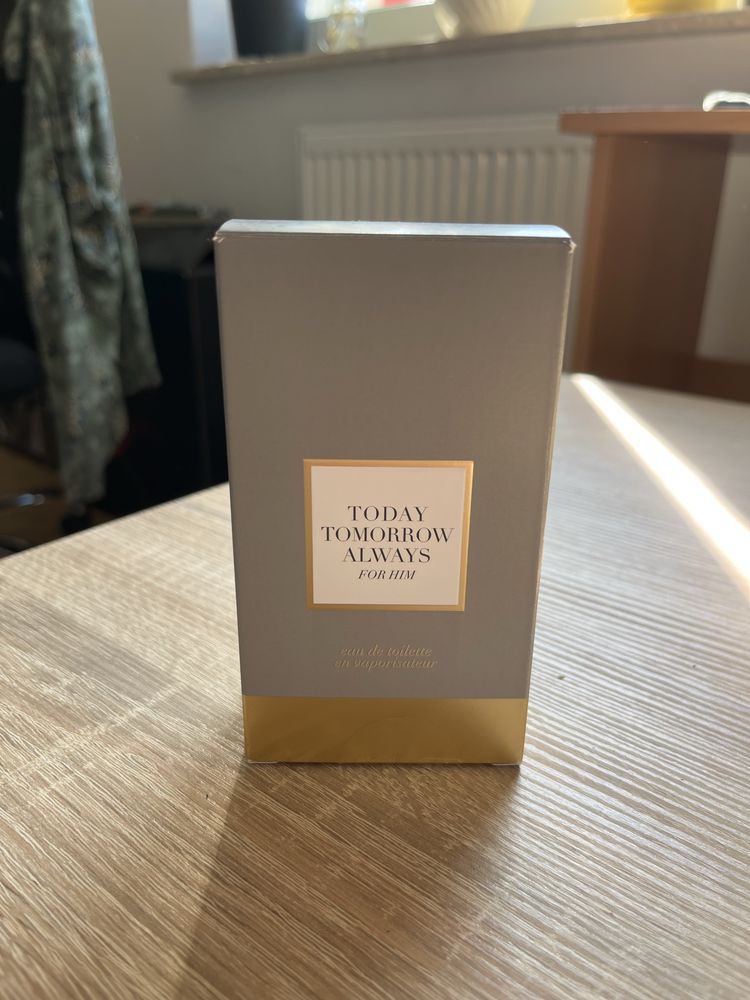 TODAY
TOMORROW
ALWAYS
FOR HIM
eau de toilette
en vaporisateur